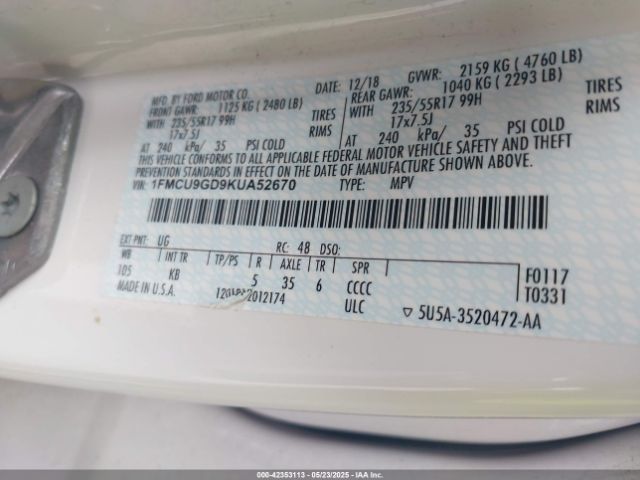 MFD. BY FORD MOTOR CO. DATE: 12/18 GVWR: 2159 KG ( 4760 LB)
FRONT GAWR: 1125 KG ( 2480 LB) REAR GAWR: 1040 KG ( 2293 LB)
WITH 235/55R17 99H TIRES WITH 235/55R17 99H TIRES
17x7.5J RIMS 17x7.5J RIMS
AT 240 kPa/ 35 PSI COLD AT 240 kPa/ 35 PSI COLD
THIS VEHICLE CONFORMS TO ALL APPLICABLE FEDERAL MOTOR VEHICLE SAFETY AND THEFT
PREVENTION STANDARDS IN EFFECT ON THE DATE OF MANUFACTURE SHOWN ABOVE.
VIN: 1FMCU9GD9KUA52670 TYPE: MPV
EXT PNT: UG RC: 48 DSO:
WB INT TR TP/PS R AXLE TR SPR
105 KB 5 35 6 CCCC F0117
MADE IN U.S.A. ULC T0331
5U5A-3520472-AA
000-42353113 - 05/23/2025 - IAAI.com